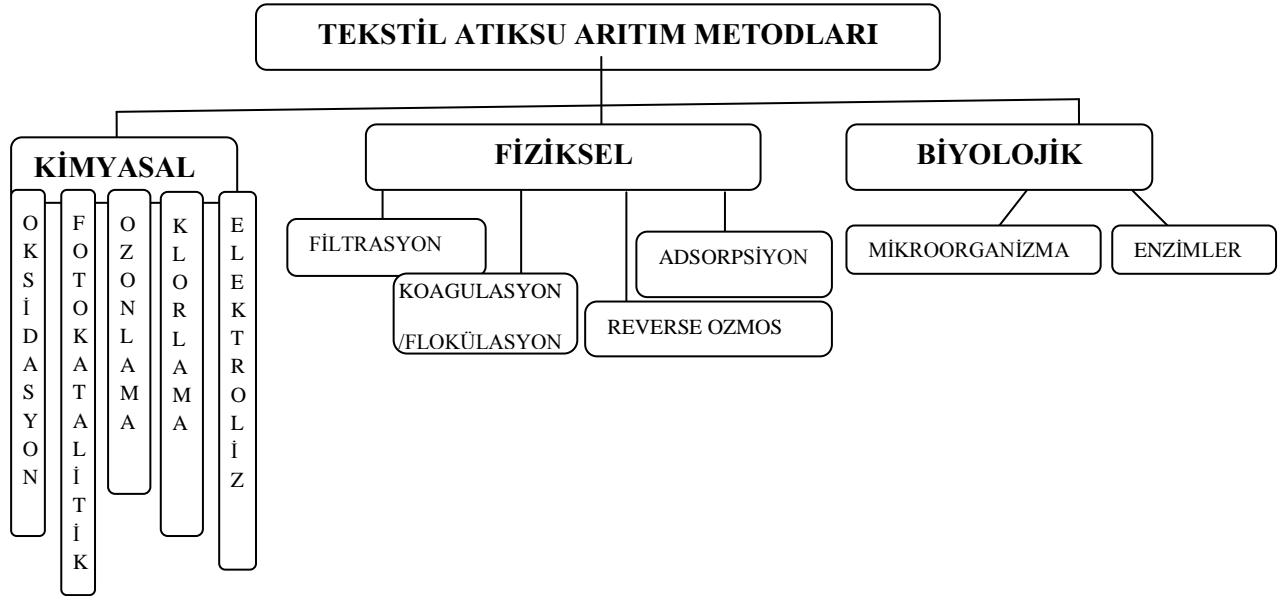 TEKSTİL ATIKSU ARITIM METODLARI
KİMYASAL
OKSİDASYON
FOTOKATALİTİK
OZONLAMA
KLORLAMA
ELEKTROLİZ
FİZİKSEL
FİLTRASYON
KOAGULASYON
/FLOKÜLASYON
REVERSE OZMOS
ADSORPSİYON
BİYOLOJİK
MİKROORGANİZMA
ENZİMLER